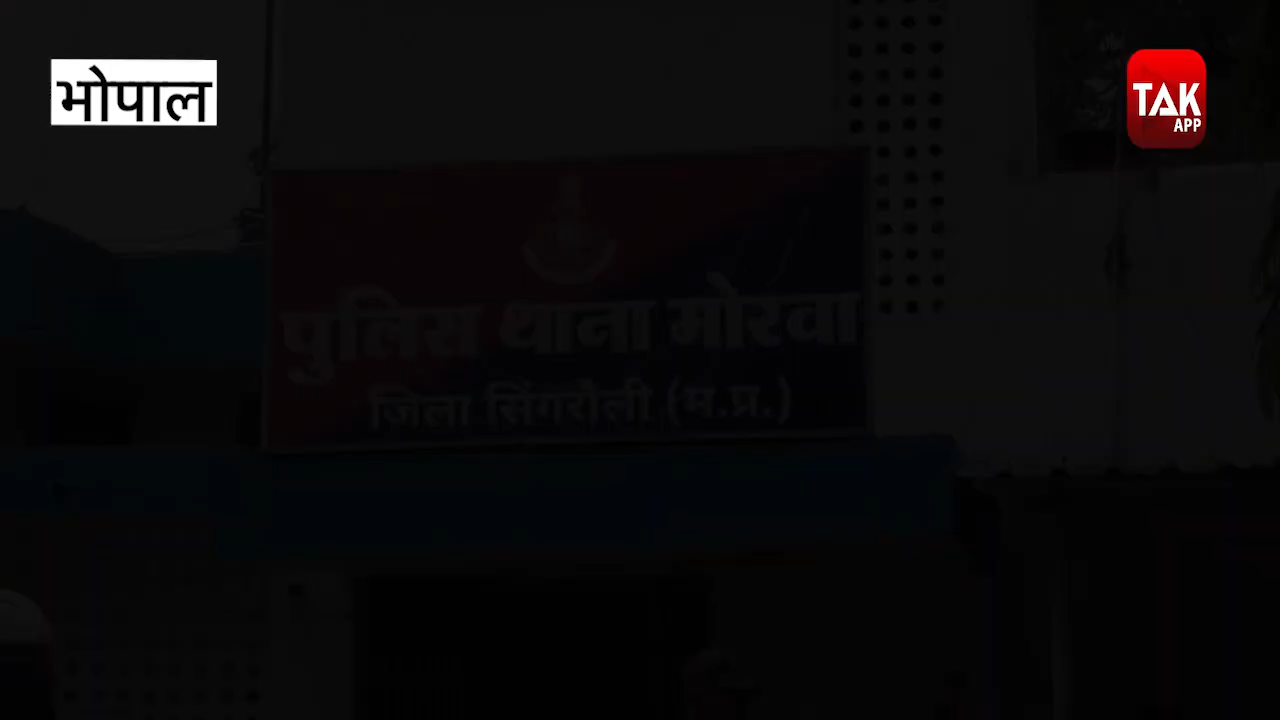 भोपाल
TAK
APP
पुलिस थाना मोरवा
जिला सिंगरौली (म.प्र.)